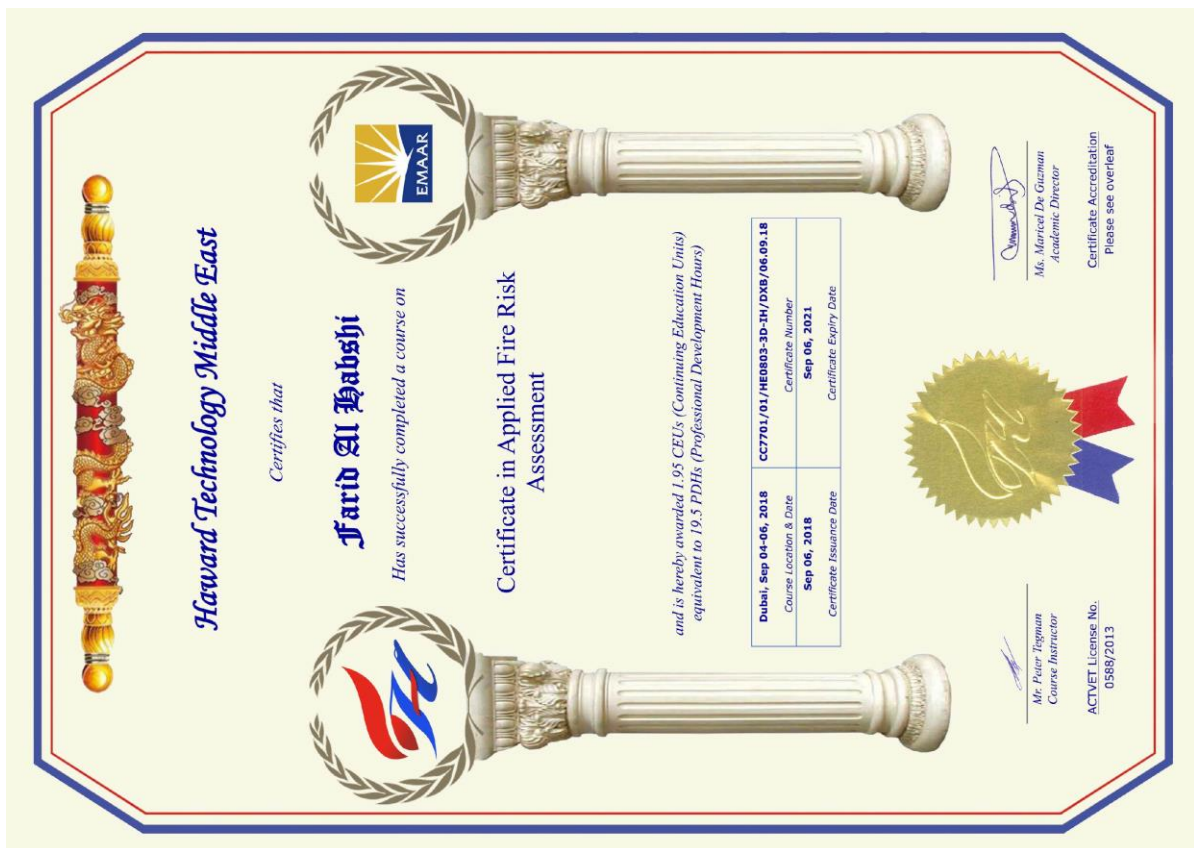 Haward Technology Middle East
Certifies that
Farid Al Habshi
Has successfully completed a course on
EMAAR
Certificate in Applied Fire Risk
Assessment
and is hereby awarded 1.95 CEUs (Continuing Education Units)
equivalent to 19.5 PDHs (Professional Development Hours)
Dubai, Sep 04-06, 2018 CC7701/01/HE0803-3D-IH/DXB/06.09.18
Course Location & Date Certificate Number
Sep 06, 2018 Sep 06, 2021
Certificate Issuance Date Certificate Expiry Date
Mr. Peter Tegman
Course Instructor
ACTVET License No.
0588/2013
Ms. Maricel De Guzman
Academic Director
Certificate Accreditation
Please see overleaf